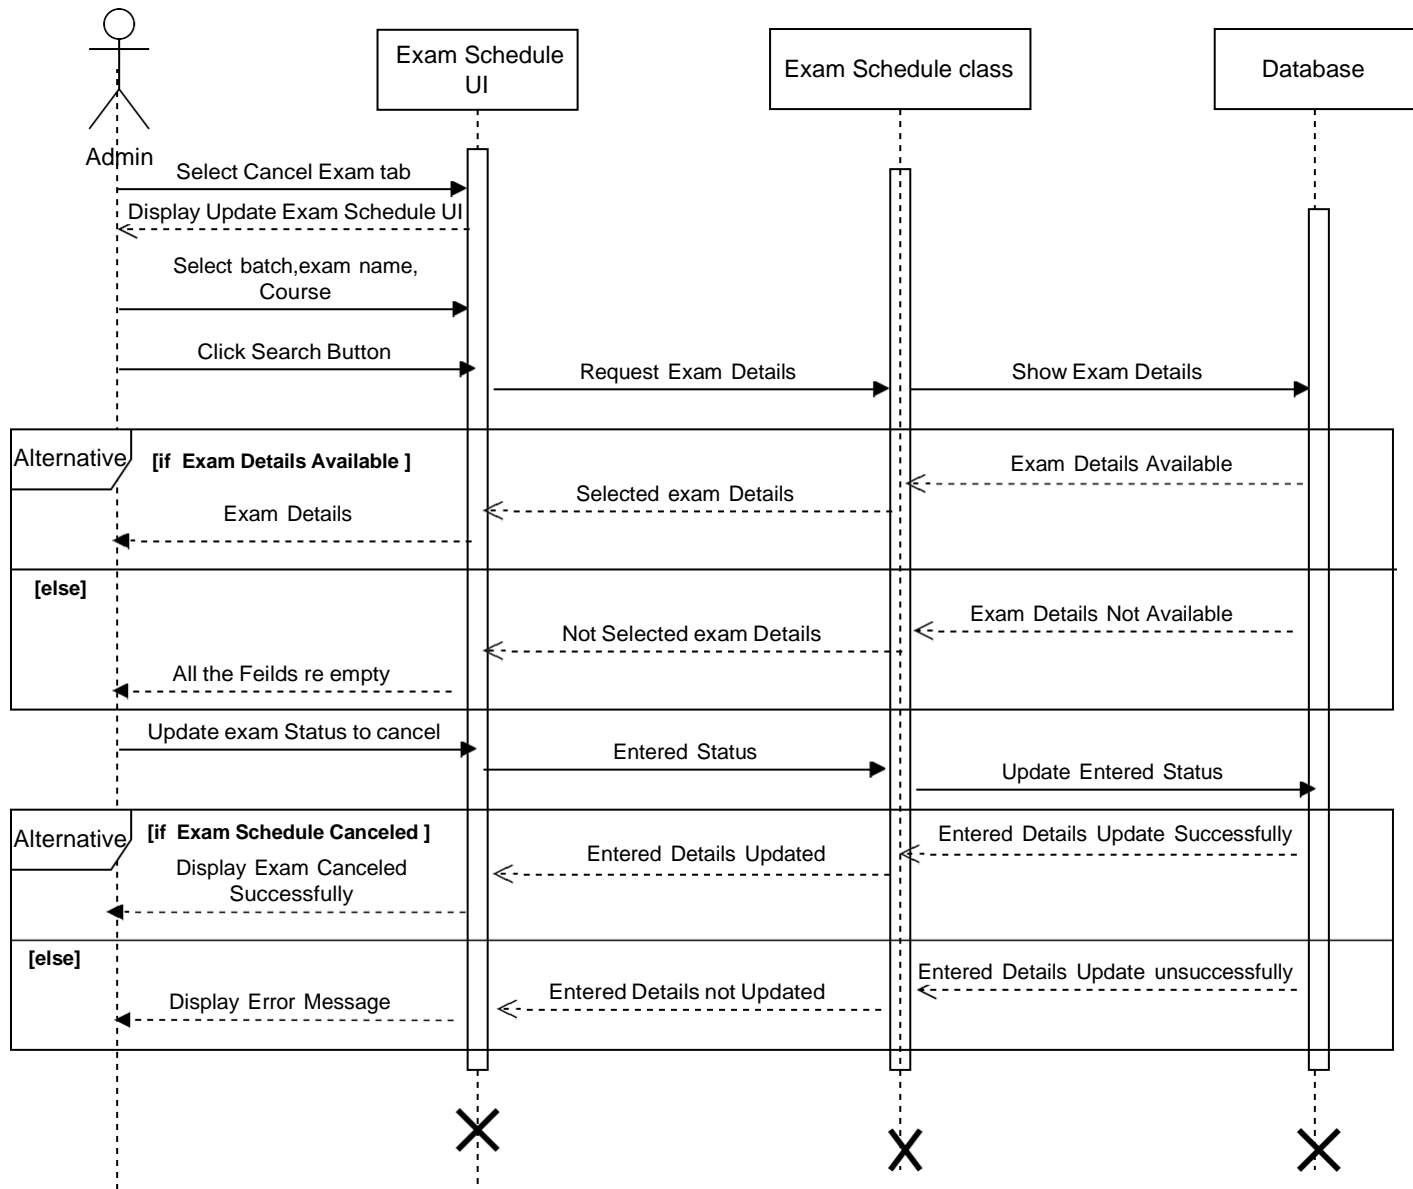 Exam Schedule
UI
Exam Schedule class
Database
Admin
Select Cancel Exam tab
Display Update Exam Schedule UI
Select batch,exam name,
Course
Click Search Button
Request Exam Details
Show Exam Details
Alternative
[if Exam Details Available ]
Exam Details Available
Selected exam Details
Exam Details
[else]
Exam Details Not Available
Not Selected exam Details
All the Feilds re empty
Update exam Status to cancel
Entered Status
Update Entered Status
Alternative
[if Exam Schedule Canceled ]
Entered Details Update Successfully
Entered Details Updated
Display Exam Canceled
Successfully
[else]
Entered Details Update unsuccessfully
Entered Details not Updated
Display Error Message